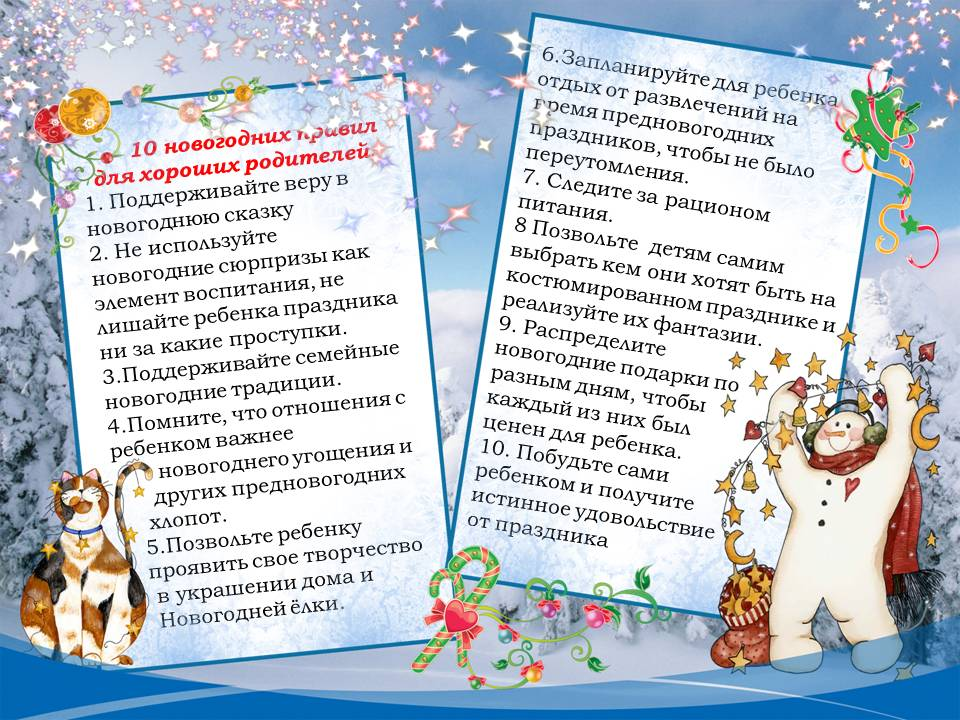 10 новогодних правил
для хороших родителей
1. Поддерживайте веру в
новогоднюю сказку
2. Не используйте
новогодние сюрпризы как
элемент воспитания, не
лишайте ребенка праздника
ни за какие проступки.
3.Поддерживайте семейные
новогодние традиции.
4.Помните, что отношения с
ребенком важнее
новогоднего угощения и
других предновогодних
хлопот.
5.Позвольте ребенку
проявить свое творчество
в украшении дома и
Новогодней ёлки.
6.Запланируйте для ребенка
отдых от развлечений на
время предновогодних
праздников, чтобы не было
переутомления.
7. Следите за рационом
питания.
8 Позвольте детям самим
выбрать кем они хотят быть на
костюмированном празднике и
реализуйте их фантазии.
9. Распределите
новогодние подарки по
разным дням, чтобы
каждый из них был
ценен для ребенка.
10. Побудьте сами
ребенком и получите
истинное удовольствие
от праздника